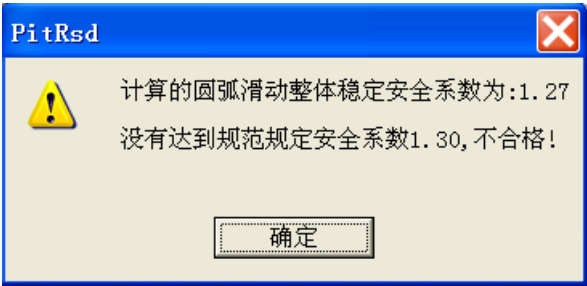 PitRsd
计算的圆弧滑动整体稳定安全系数为:1.27
没有达到规范规定安全系数1.30,不合格!
确定